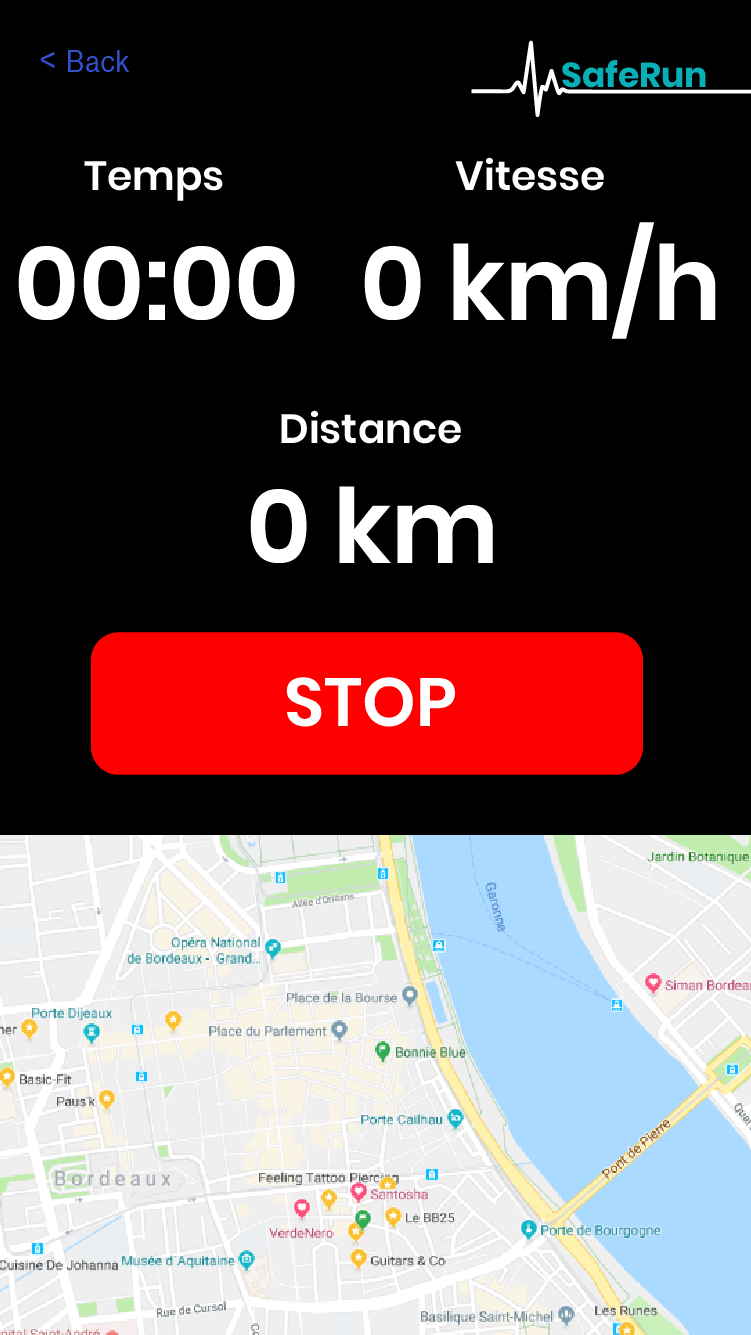 < Back
SafeRun
Temps
Vitesse
00:00
0 km/h
Distance
0 km
STOP
Jardin Botanique
Garonne
Allée d'Orléans
Opéra National
de Bordeaux - Grand...
Siman Bordeau
Place de la Bourse
Porte Dijeaux
Place du Parlement
Bonnie Blue
Basic-Fit
Paus'k
Porte Cailhau
Pont de Pierre
Bordeaux
Feeling Tattoo Piercing
Santosha
Le BB25
VerdeNero
Porte de Bourgogne
Cuisine De Johanna
Musée d'Aquitaine
Guitars & Co
Rue de Cursol
Basilique Saint-Michel
Les Runes